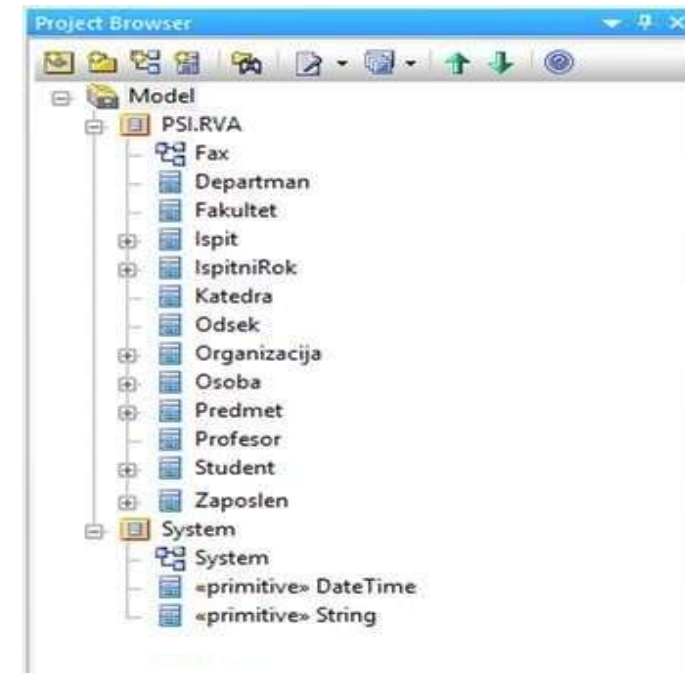 Project Browser
Model
PSI.RVA
Fax
Departman
Fakultet
Ispit
IspitniRok
Katedra
Odsek
Organizacija
Osoba
Predmet
Profesor
Student
Zaposlen
System
System
«primitive» DateTime
«primitive» String